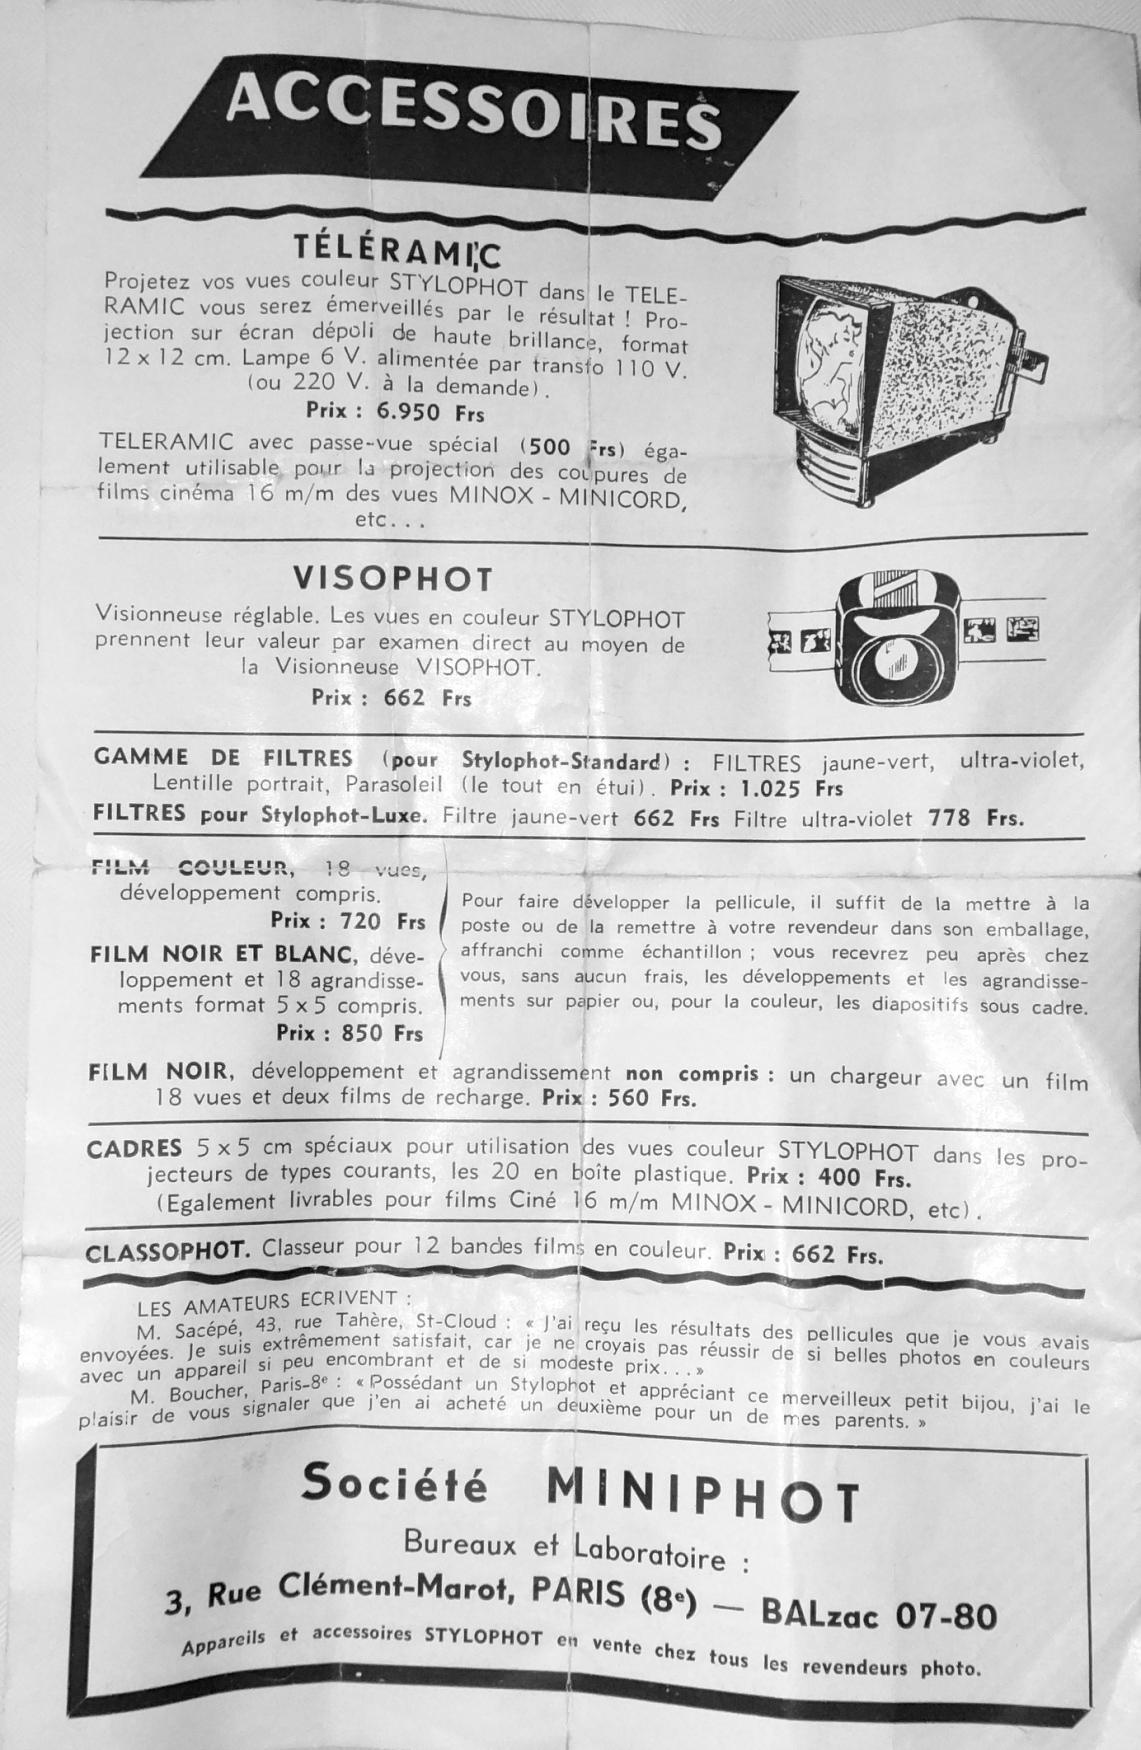 ACCESSOIRES
TÉLÉRAMIC
Projetez vos vues couleur STYLOPHOT dans le TELE-
RAMIC vous serez émerveillés par le résultat ! Pro-
jection sur écran dépoli de haute brillance, format
12 x 12 cm. Lampe 6 V. alimentée par transfo 110 V.
(ou 220 V. à la demande).
Prix : 6.950 Frs
TELERAMIC avec passe-vue spécial (500 Frs) éga-
lement utilisable pour la projection des coupures de
films cinéma 16 m/m des vues MINOX - MINICORD,
etc...
VISOPHOT
Visionneuse réglable. Les vues en couleur STYLOPHOT
prennent leur valeur par examen direct au moyen de
la Visionneuse VISOPHOT.
Prix : 662 Frs
GAMME DE FILTRES (pour Stylophot-Standard) : FILTRES jaune-vert, ultra-violet,
Lentille portrait, Parasoleil (le tout en étui). Prix : 1.025 Frs
FILTRES pour Stylophot-Luxe. Filtre jaune-vert 662 Frs Filtre ultra-violet 778 Frs.
FILM COULEUR, 18 vues,
développement compris.
Prix : 720 Frs
FILM NOIR ET BLANC, déve-
loppement et 18 agrandisse-
ments format 5 x 5 compris.
Prix : 850 Frs
Pour faire développer la pellicule, il suffit de la mettre à la
poste ou de la remettre à votre revendeur dans son emballage,
affranchi comme échantillon ; vous recevrez peu après chez
vous, sans aucun frais, les développements et les agrandisse-
ments sur papier ou, pour la couleur, les diapositifs sous cadre.
FILM NOIR, développement et agrandissement non compris : un chargeur avec un film
18 vues et deux films de recharge. Prix : 560 Frs.
CADRES 5 x 5 cm spéciaux pour utilisation des vues couleur STYLOPHOT dans les pro-
jecteurs de types courants, les 20 en boîte plastique. Prix : 400 Frs.
(Egalement livrables pour films Ciné 16 m/m MINOX - MINICORD, etc).
CLASSOPHOT. Classeur pour 12 bandes films en couleur. Prix : 662 Frs.
LES AMATEURS ECRIVENT :
M. Sacépé, 43, rue Tahère, St-Cloud : « J'ai reçu les résultats des pellicules que je vous avais
envoyées. Je suis extrêmement satisfait, car je ne croyais pas réussir de si belles photos en couleurs
avec un appareil si peu encombrant et de si modeste prix...»
M. Boucher, Paris-8e : « Possédant un Stylophot et appréciant ce merveilleux petit bijou, j'ai le
plaisir de vous signaler que j'en ai acheté un deuxième pour un de mes parents. »
Société MINIPHOT
Bureaux et Laboratoire :
3, Rue Clément-Marot, PARIS (8e) — BALzac 07-80
Appareils et accessoires STYLOPHOT en vente chez tous les revendeurs photo.